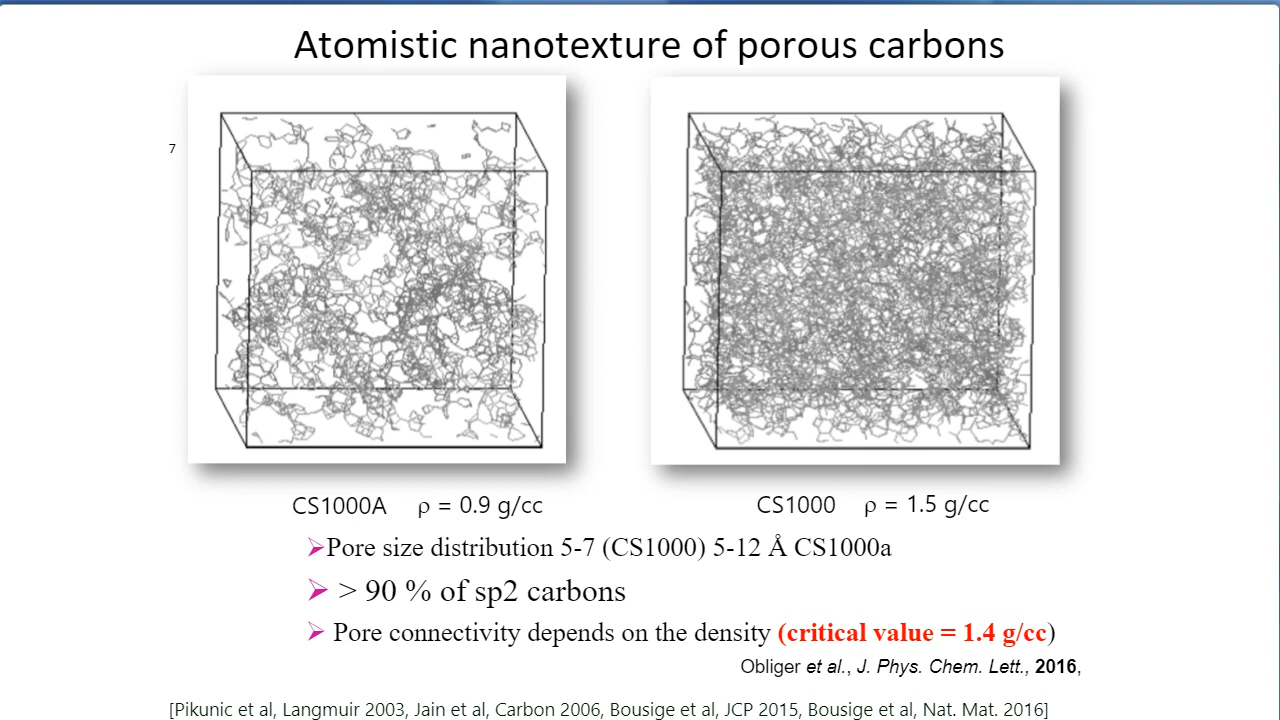 Atomistic nanotexture of porous carbons
7
CS1000A ρ = 0.9 g/cc
CS1000 ρ = 1.5 g/cc
➢Pore size distribution 5-7 (CS1000) 5-12 Å CS1000a
➢ > 90 % of sp2 carbons
➢ Pore connectivity depends on the density (critical value = 1.4 g/cc)
Obliger et al., J. Phys. Chem. Lett., 2016,
[Pikunic et al, Langmuir 2003, Jain et al, Carbon 2006, Bousige et al, JCP 2015, Bousige et al, Nat. Mat. 2016]